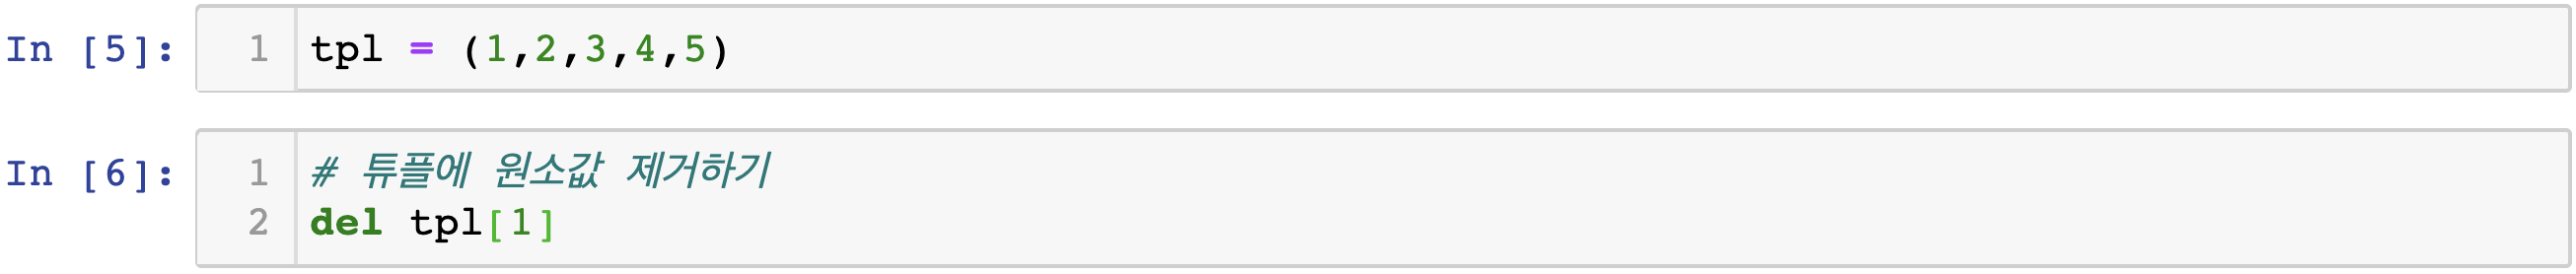 In [5]: 1 tpl = (1,2,3,4,5)
In [6]: 1 # 튜플에 원소값 제거하기
2 del tpl[1]